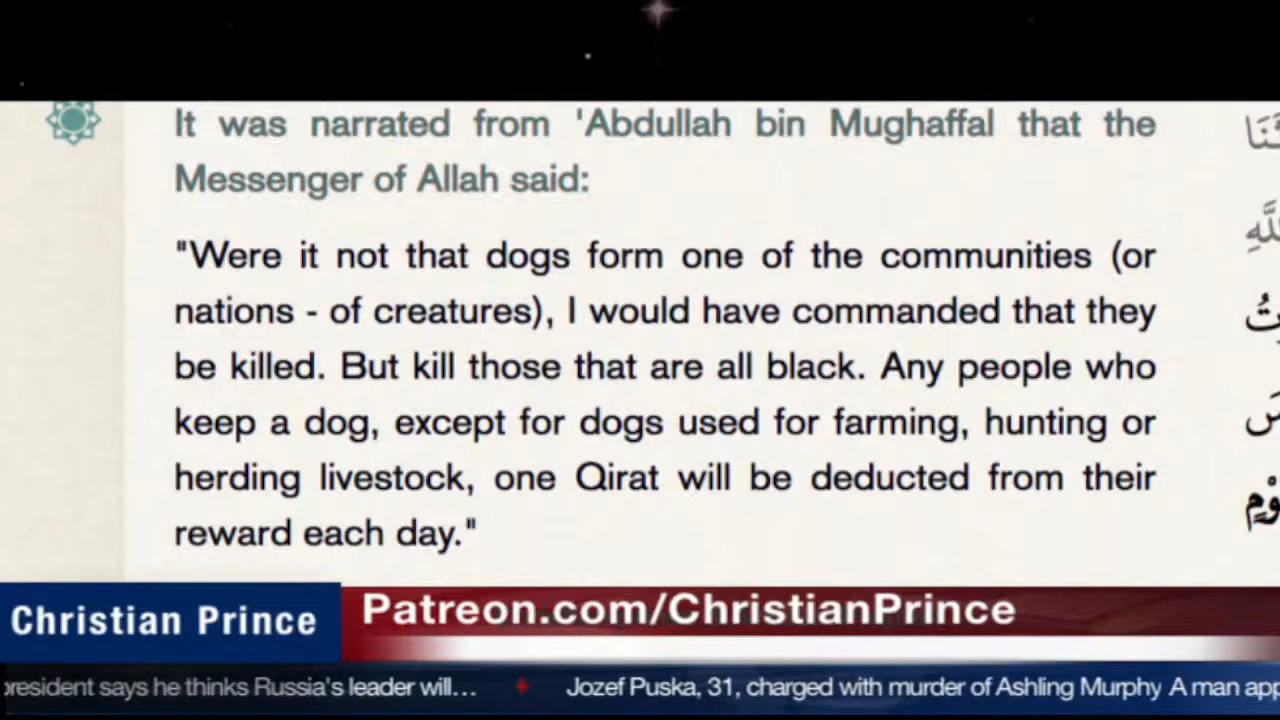 It was narrated from 'Abdullah bin Mughaffal that the
Messenger of Allah said:
"Were it not that dogs form one of the communities (or
nations - of creatures), I would have commanded that they
be killed. But kill those that are all black. Any people who
keep a dog, except for dogs used for farming, hunting or
herding livestock, one Qirat will be deducted from their
reward each day."
Christian Prince
Patreon.com/ChristianPrince
president says he thinks Russia's leader will... Jozef Puska, 31, charged with murder of Ashling Murphy A man app